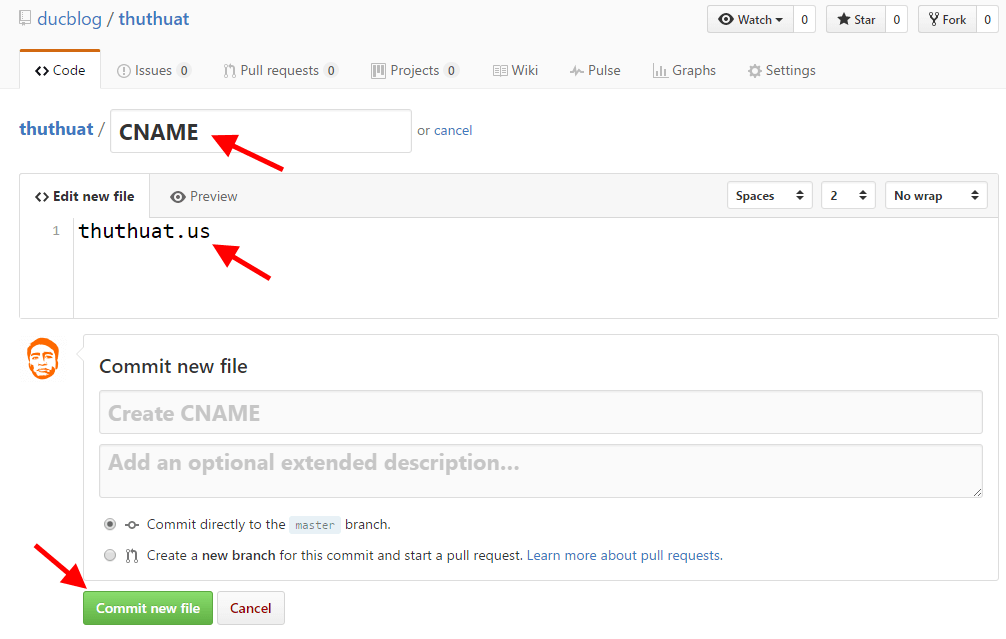 ducblog / thuthuat
Watch 0 Star 0 Fork 0
Code Issues 0 Pull requests 0 Projects 0 Wiki Pulse Graphs Settings
thuthuat / CNAME or cancel
Edit new file Preview Spaces 2 No wrap
1 thuthuat.us
Commit new file
Create CNAME
Add an optional extended description...
Commit directly to the master branch.
Create a new branch for this commit and start a pull request. Learn more about pull requests.
Commit new file Cancel